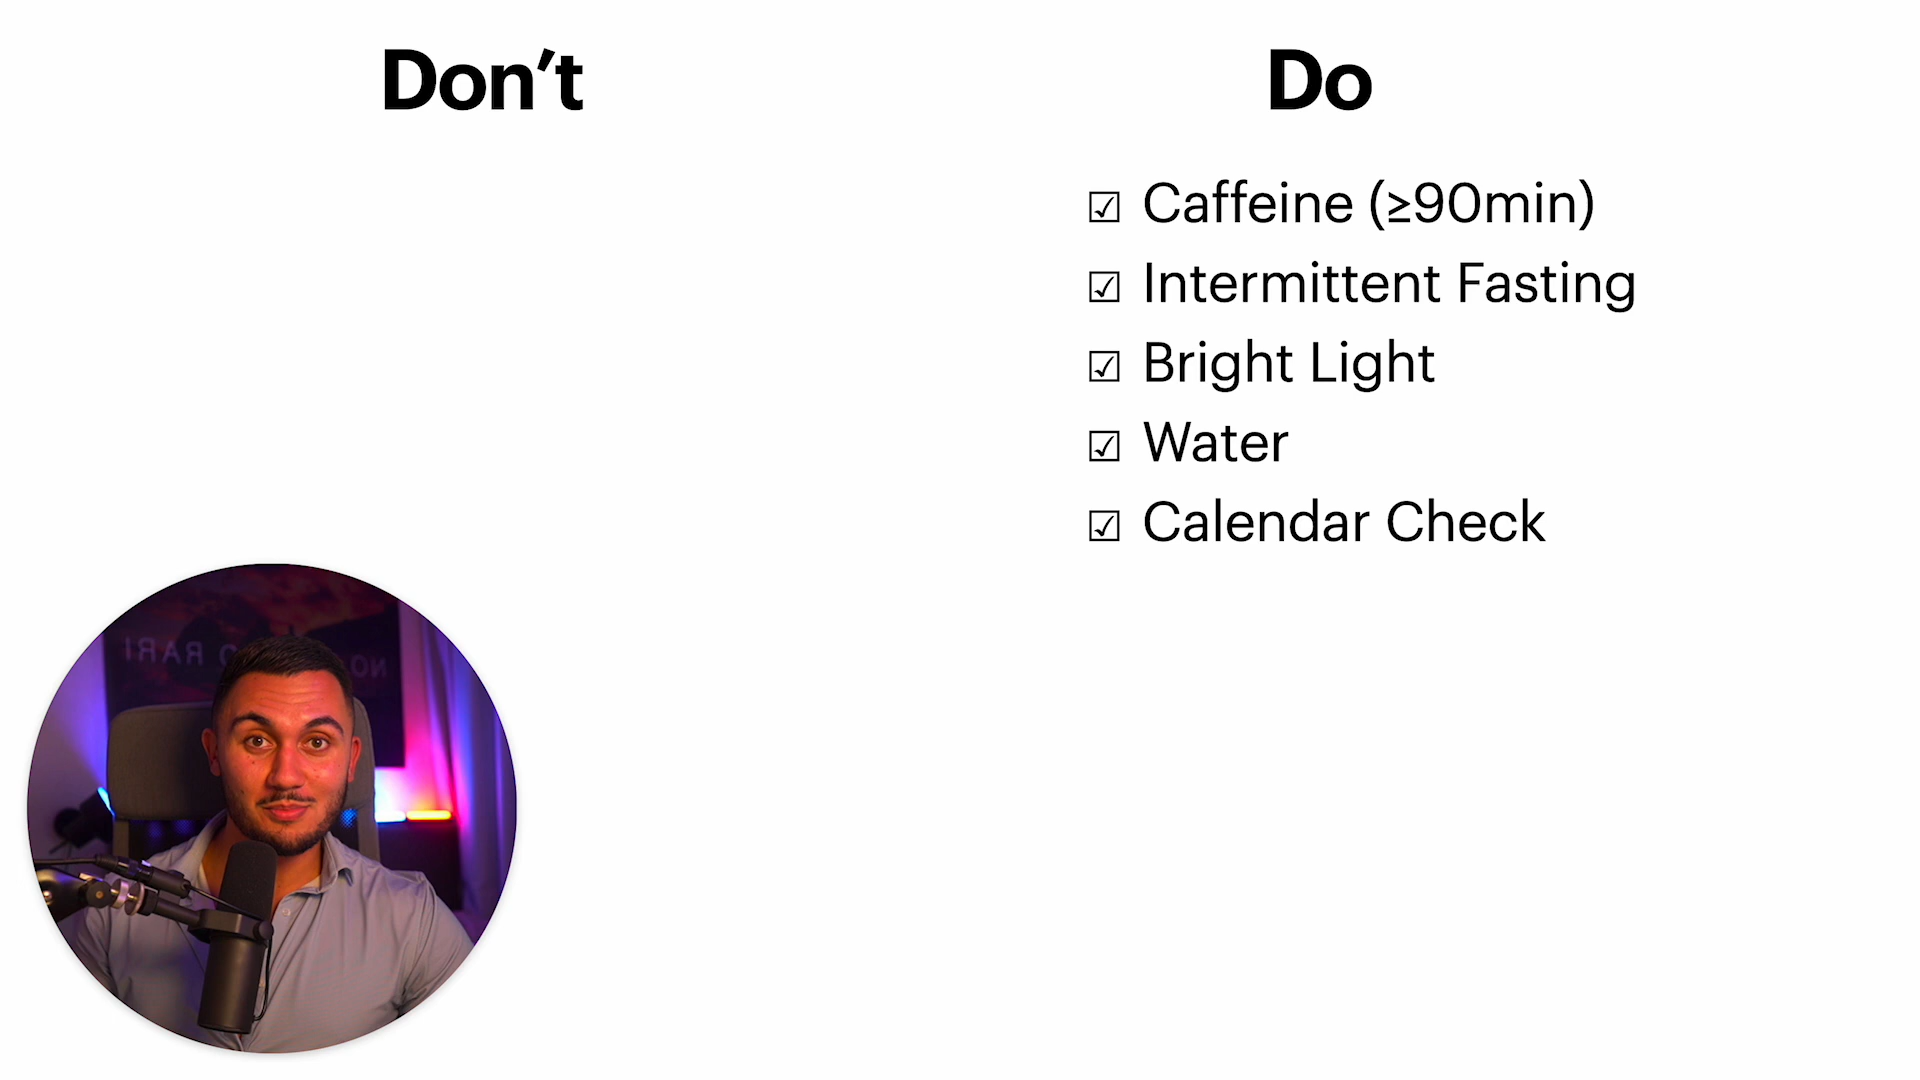 Don’t
Do
☑ Caffeine (≥90min)
☑ Intermittent Fasting
☑ Bright Light
☑ Water
☑ Calendar Check